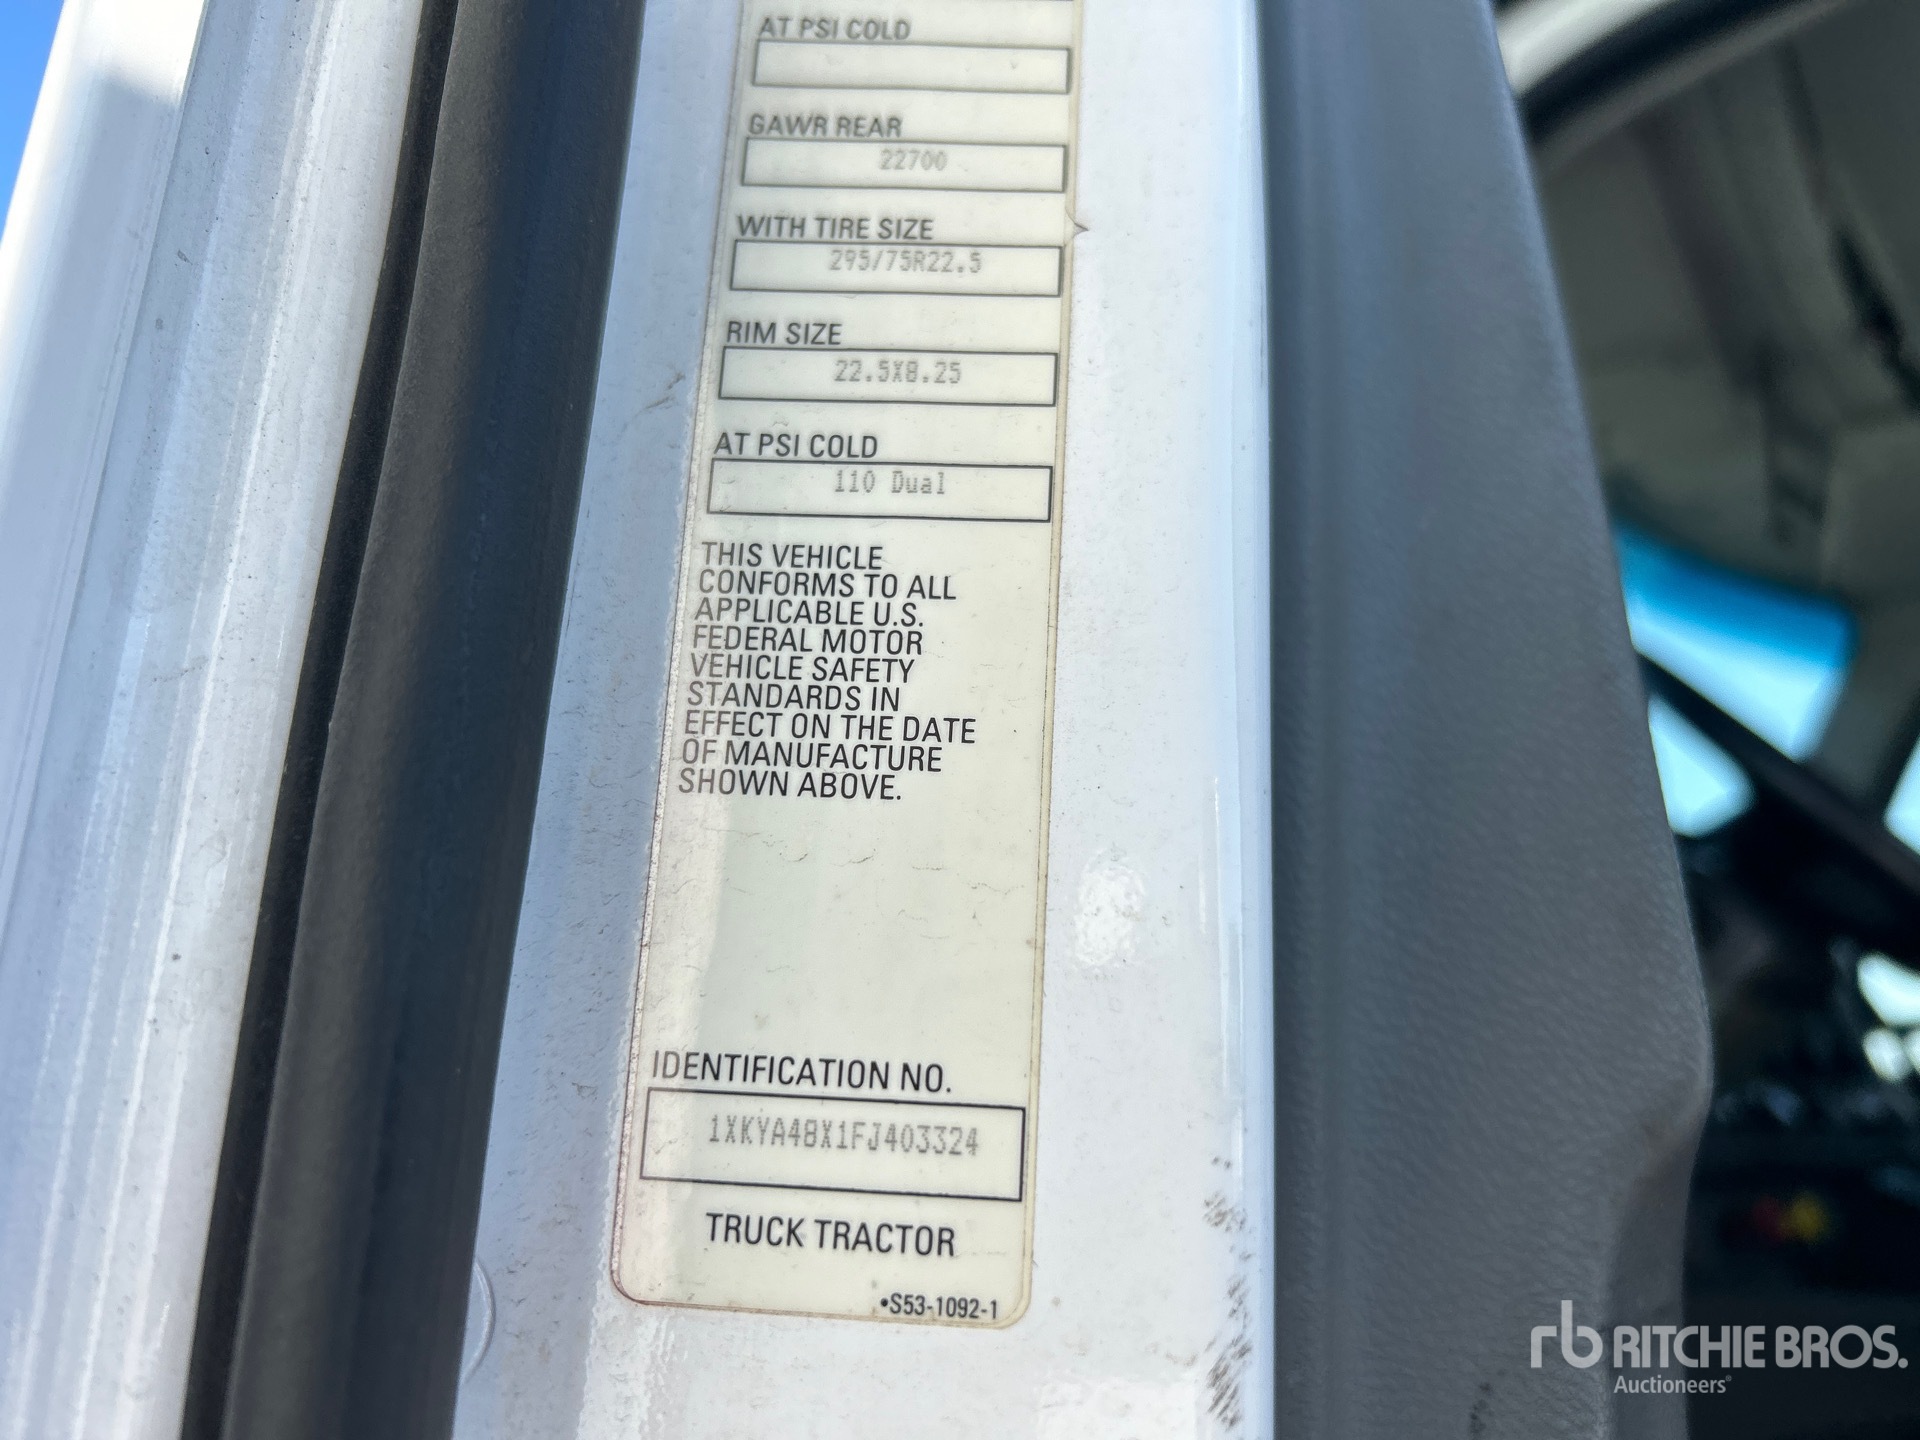 AT PSI COLD
GAWR REAR
22700
WITH TIRE SIZE
295/75R22.5
RIM SIZE
22.5X8.25
AT PSI COLD
110 Dual
THIS VEHICLE
CONFORMS TO ALL
APPLICABLE U.S.
FEDERAL MOTOR
VEHICLE SAFETY
STANDARDS IN
EFFECT ON THE DATE
OF MANUFACTURE
SHOWN ABOVE.
IDENTIFICATION NO.
1XKYA48X1FJ403324
TRUCK TRACTOR
•S53-1092-1
rb RITCHIE BROS.
Auctioneers®